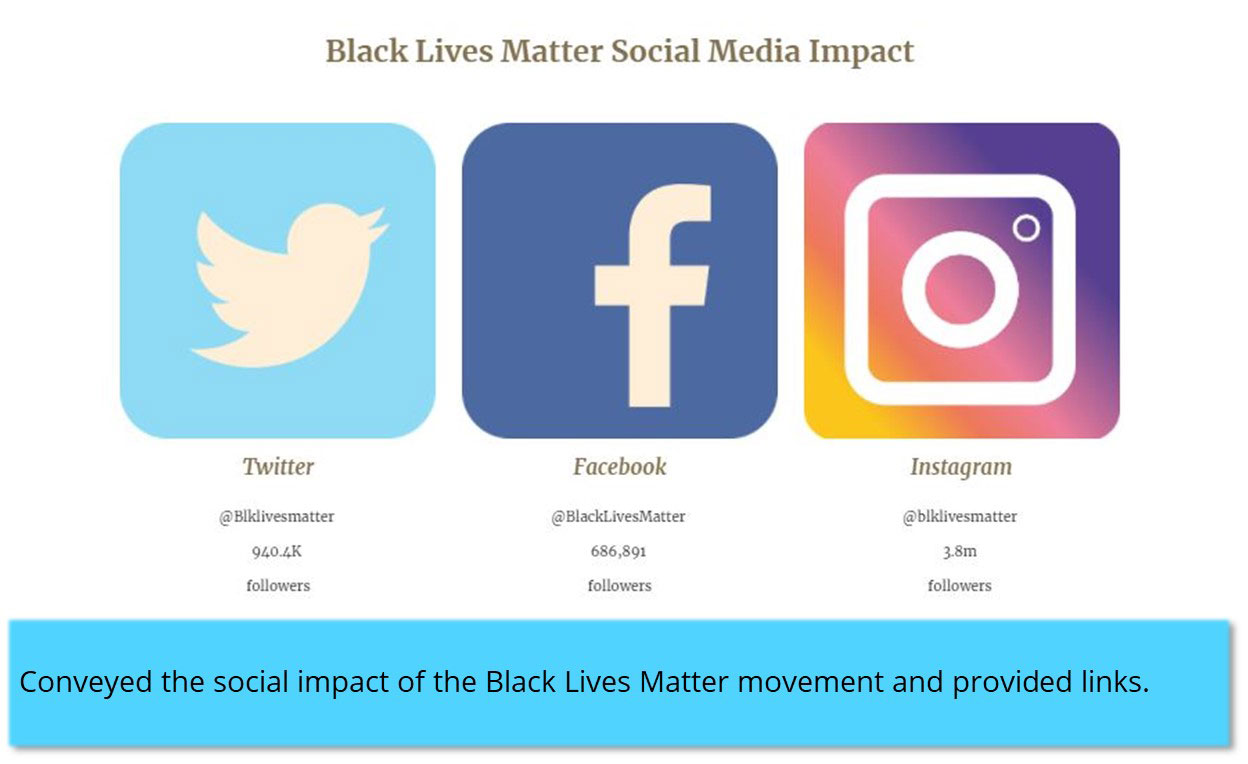 Black Lives Matter Social Media Impact
Twitter
Facebook
Instagram
@Blklivesmatter
@BlackLivesMatter
@blklivesmatter
940.4K
686,891
3.8m
followers
followers
followers
Conveyed the social impact of the Black Lives Matter movement and provided links.